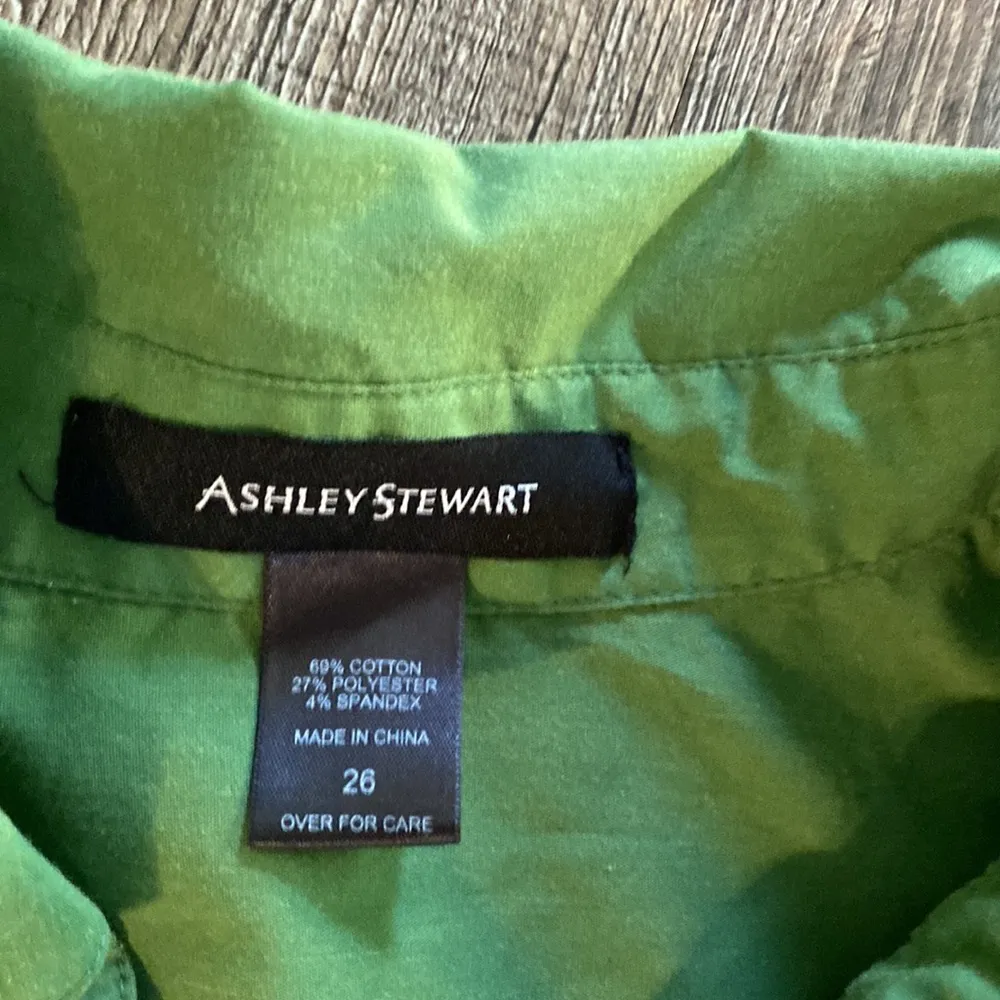 ASHLEY STEWART
69% COTTON
27% POLYESTER
4% SPANDEX
MADE IN CHINA
26
OVER FOR CARE